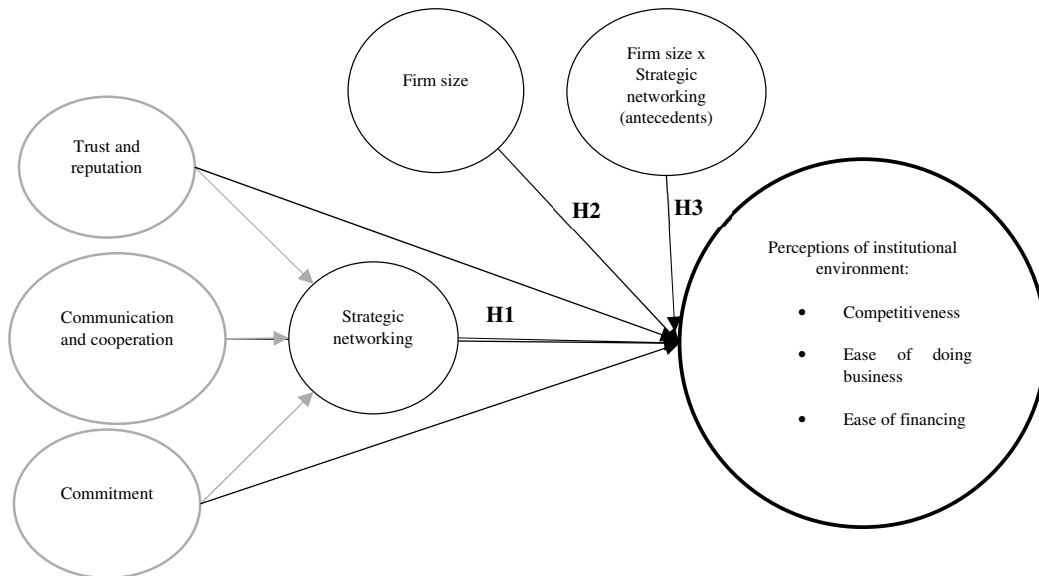 Firm size
Firm size x
Strategic
networking
(antecedents)
Trust and
reputation
H2
H3
Perceptions of institutional
environment:
Communication
and cooperation
Strategic
networking
H1
• Competitiveness
• Ease of doing
business
• Ease of financing
Commitment